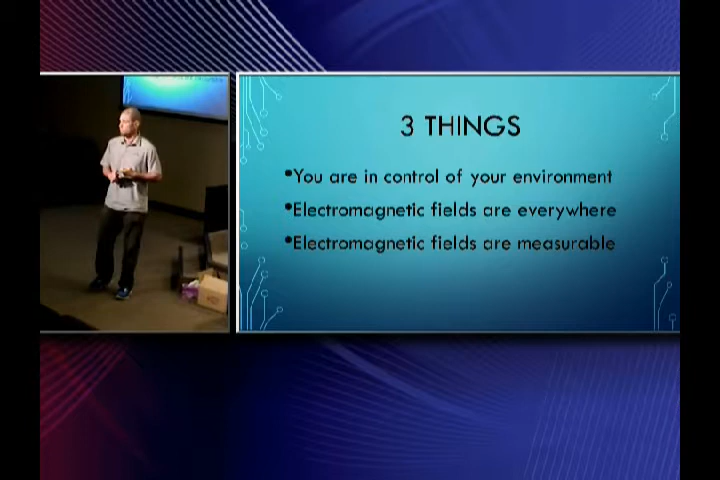 3 THINGS
•You are in control of your environment
•Electromagnetic fields are everywhere
•Electromagnetic fields are measurable